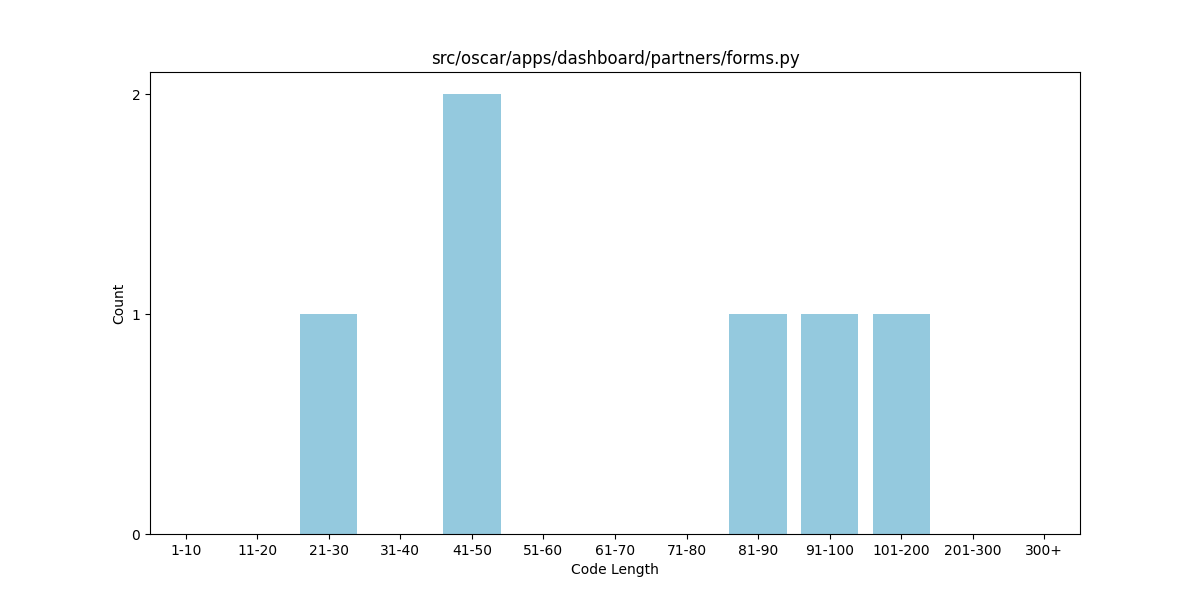 src/oscar/apps/dashboard/partners/forms.py
2
1
0
Count
1-10 11-20 21-30 31-40 41-50 51-60 61-70 71-80 81-90 91-100 101-200 201-300 300+
Code Length